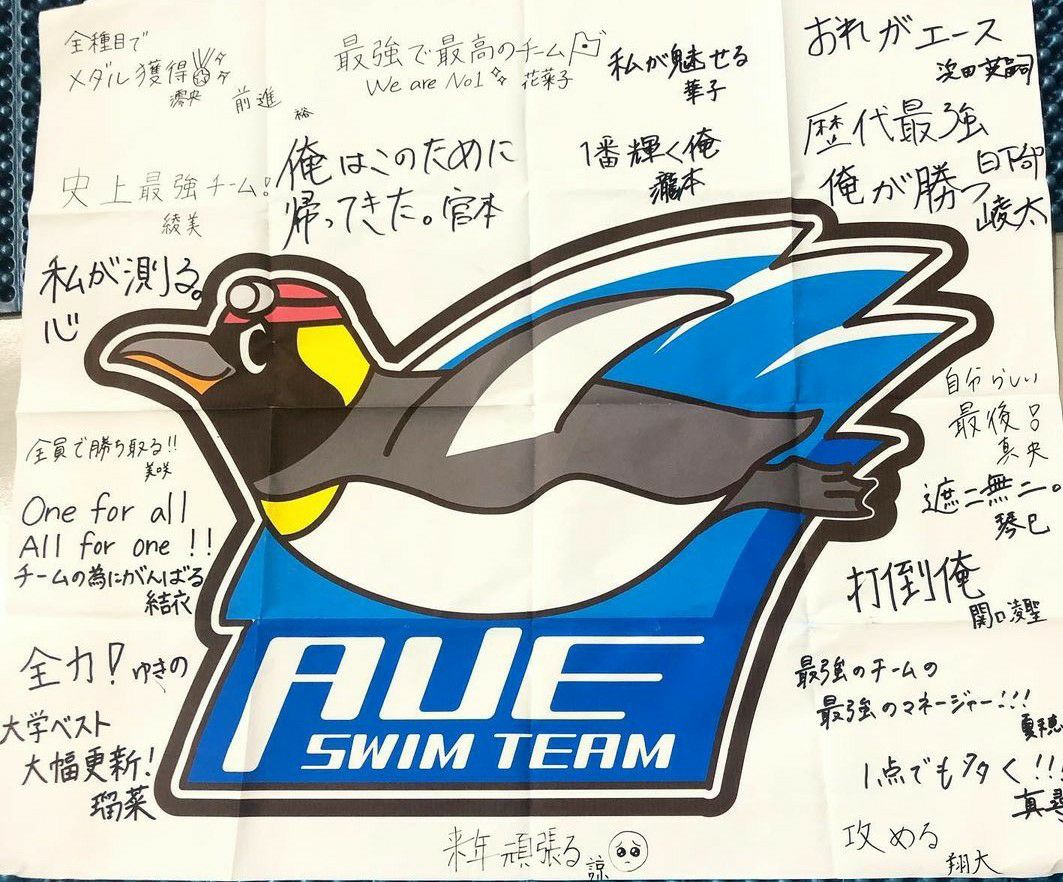 全種目で
メダル獲得
澪央
前進
裕
最強で最高のチーム
We are No1
花菜子
私が魅せる
華子
おれがエース
浜田英嗣
史上最強チーム!
綾美
俺はこのために
帰ってきた。宮本
1番輝く俺
瀧本
歴代最強
俺が勝つ
日下部
崚太
私が測る。
心
自分らしい
最後
真央
全員で勝ち取る!!
美咲
遮二無二。
琴巳
One for all
All for one !!
チームの為にがんばる
結衣
打倒俺
関口凌聖
全力! ゆきの
最強のチームの
最強のマネージャー!!!
夏穂
大学ベスト
大幅更新!
瑠菜
1点でも多く!!!
真尋
AUE
SWIM TEAM
来年頑張る
諒
攻める
翔大